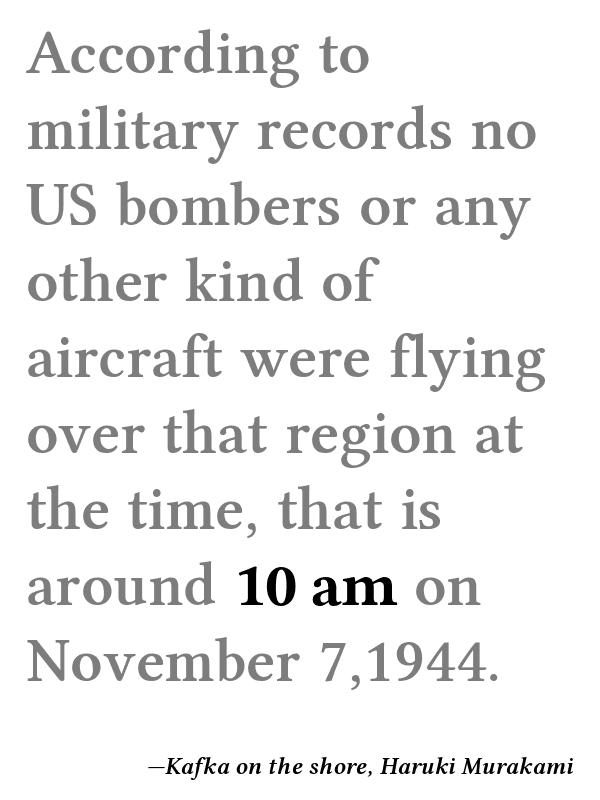 According to
military records no
US bombers or any
other kind of
aircraft were flying
over that region at
the time, that is
around 10 am on
November 7,1944.
—Kafka on the shore, Haruki Murakami